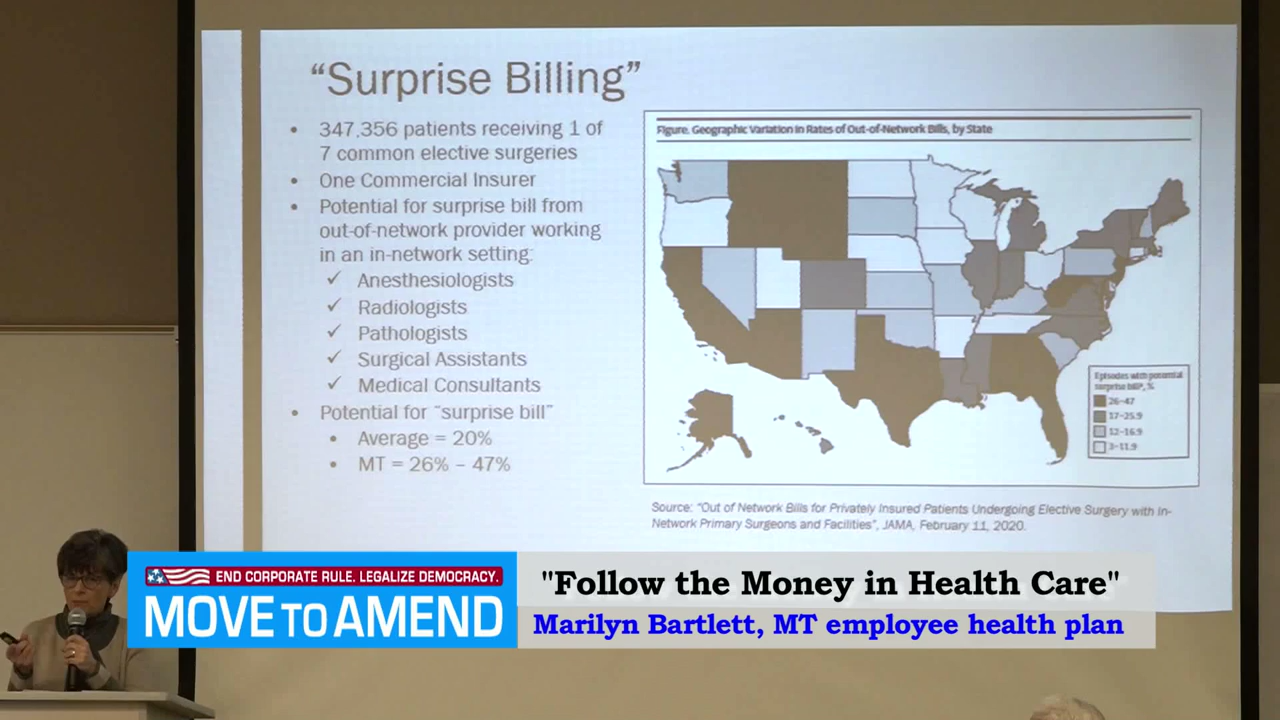 “Surprise Billing”
• 347,356 patients receiving 1 of
7 common elective surgeries
• One Commercial Insurer
• Potential for surprise bill from
out-of-network provider working
in an in-network setting:
✓ Anesthesiologists
✓ Radiologists
✓ Pathologists
✓ Surgical Assistants
✓ Medical Consultants
• Potential for “surprise bill”
• Average = 20%
• MT = 26% – 47%
Figure. Geographic Variation in Rates of Out-of-Network Bills, by State
Episodes with potential
surprise bill, %
26–47
17–25.9
12–16.9
3–11.9
Source: “Out of Network Bills for Privately Insured Patients Undergoing Elective Surgery with In-
Network Primary Surgeons and Facilities”, JAMA, February 11, 2020.
END CORPORATE RULE. LEGALIZE DEMOCRACY.
MOVE TO AMEND
"Follow the Money in Health Care"
Marilyn Bartlett, MT employee health plan